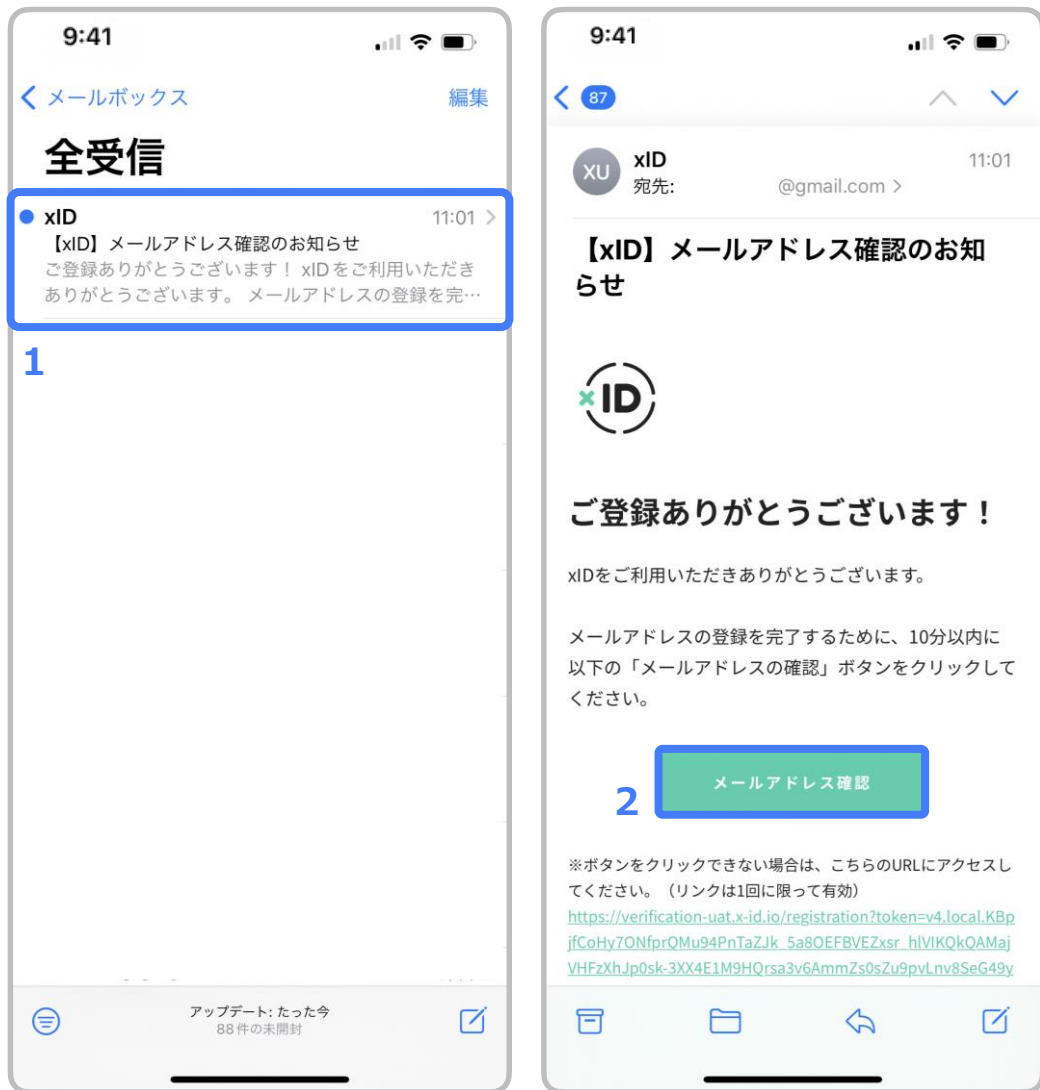 9:41
メールボックス
編集
全受信
xID
11:01
【xID】メールアドレス確認のお知らせ
ご登録ありがとうございます！ xIDをご利用いただき
ありがとうございます。 メールアドレスの登録を完…
1
アップデート: たった今
88件の未開封
9:41
87
XU
xID
11:01
宛先:
@gmail.com
【xID】メールアドレス確認のお知
らせ
xID
ご登録ありがとうございます！
xIDをご利用いただきありがとうございます。
メールアドレスの登録を完了するために、10分以内に
以下の「メールアドレスの確認」ボタンをクリックして
ください。
メールアドレス確認
2
※ボタンをクリックできない場合は、こちらのURLにアクセスし
てください。（リンクは1回に限って有効）
https://verification-uat.x-id.io/registration?token=v4.local.KBp
jfCoHy7ONfprQMu94PnTaZJk_5a8OEFBVEZxsr_hlVIKQkQAMaj
VHFzXhJp0sk-3XX4E1M9HQrsa3v6AmmZs0sZu9pvLnv8SeG49y